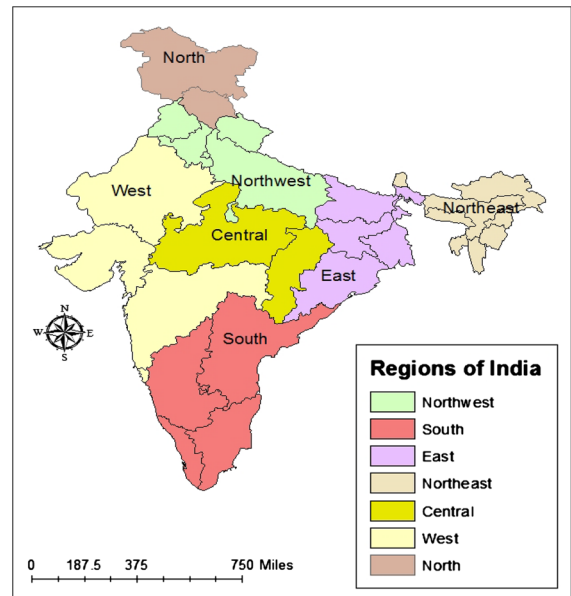 North
West
Northwest
Northeast
Central
East
South
N
W E
S
Regions of India
Northwest
South
East
Northeast
Central
West
North
0 187.5 375 750 Miles